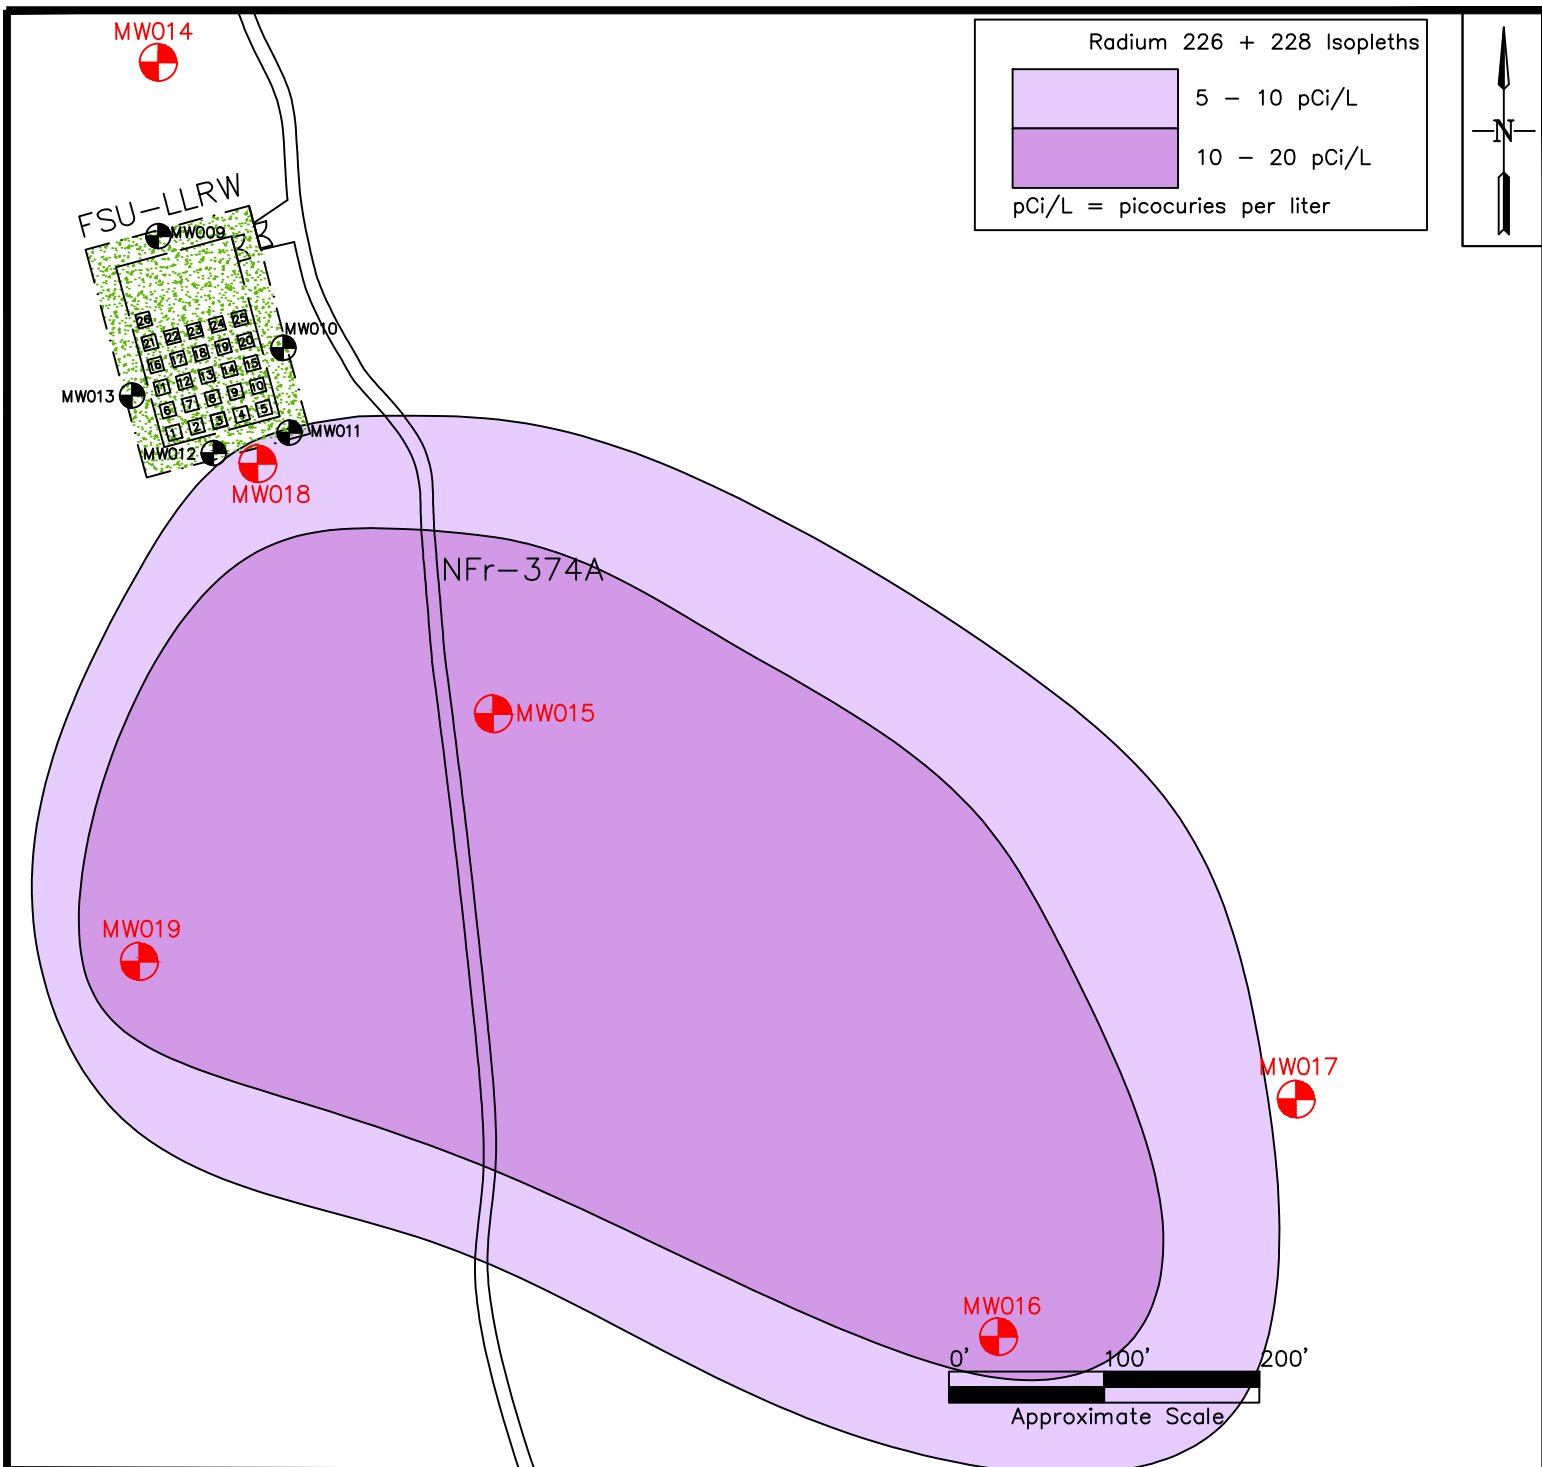 MW014
Radium 226 + 228 Isopleths
5 - 10 pCi/L
10 - 20 pCi/L
pCi/L = picocuries per liter
N
FSU-LLRW
MW009
26
21 22 23 24 25
16 17 18 19 20
11 12 13 14 15
6 7 8 9 10
1 2 3 4 5
MW010
MW013
MW011
MW012
MW018
NFr-374A
MW015
MW019
MW017
MW016
0' 100' 200'
Approximate Scale